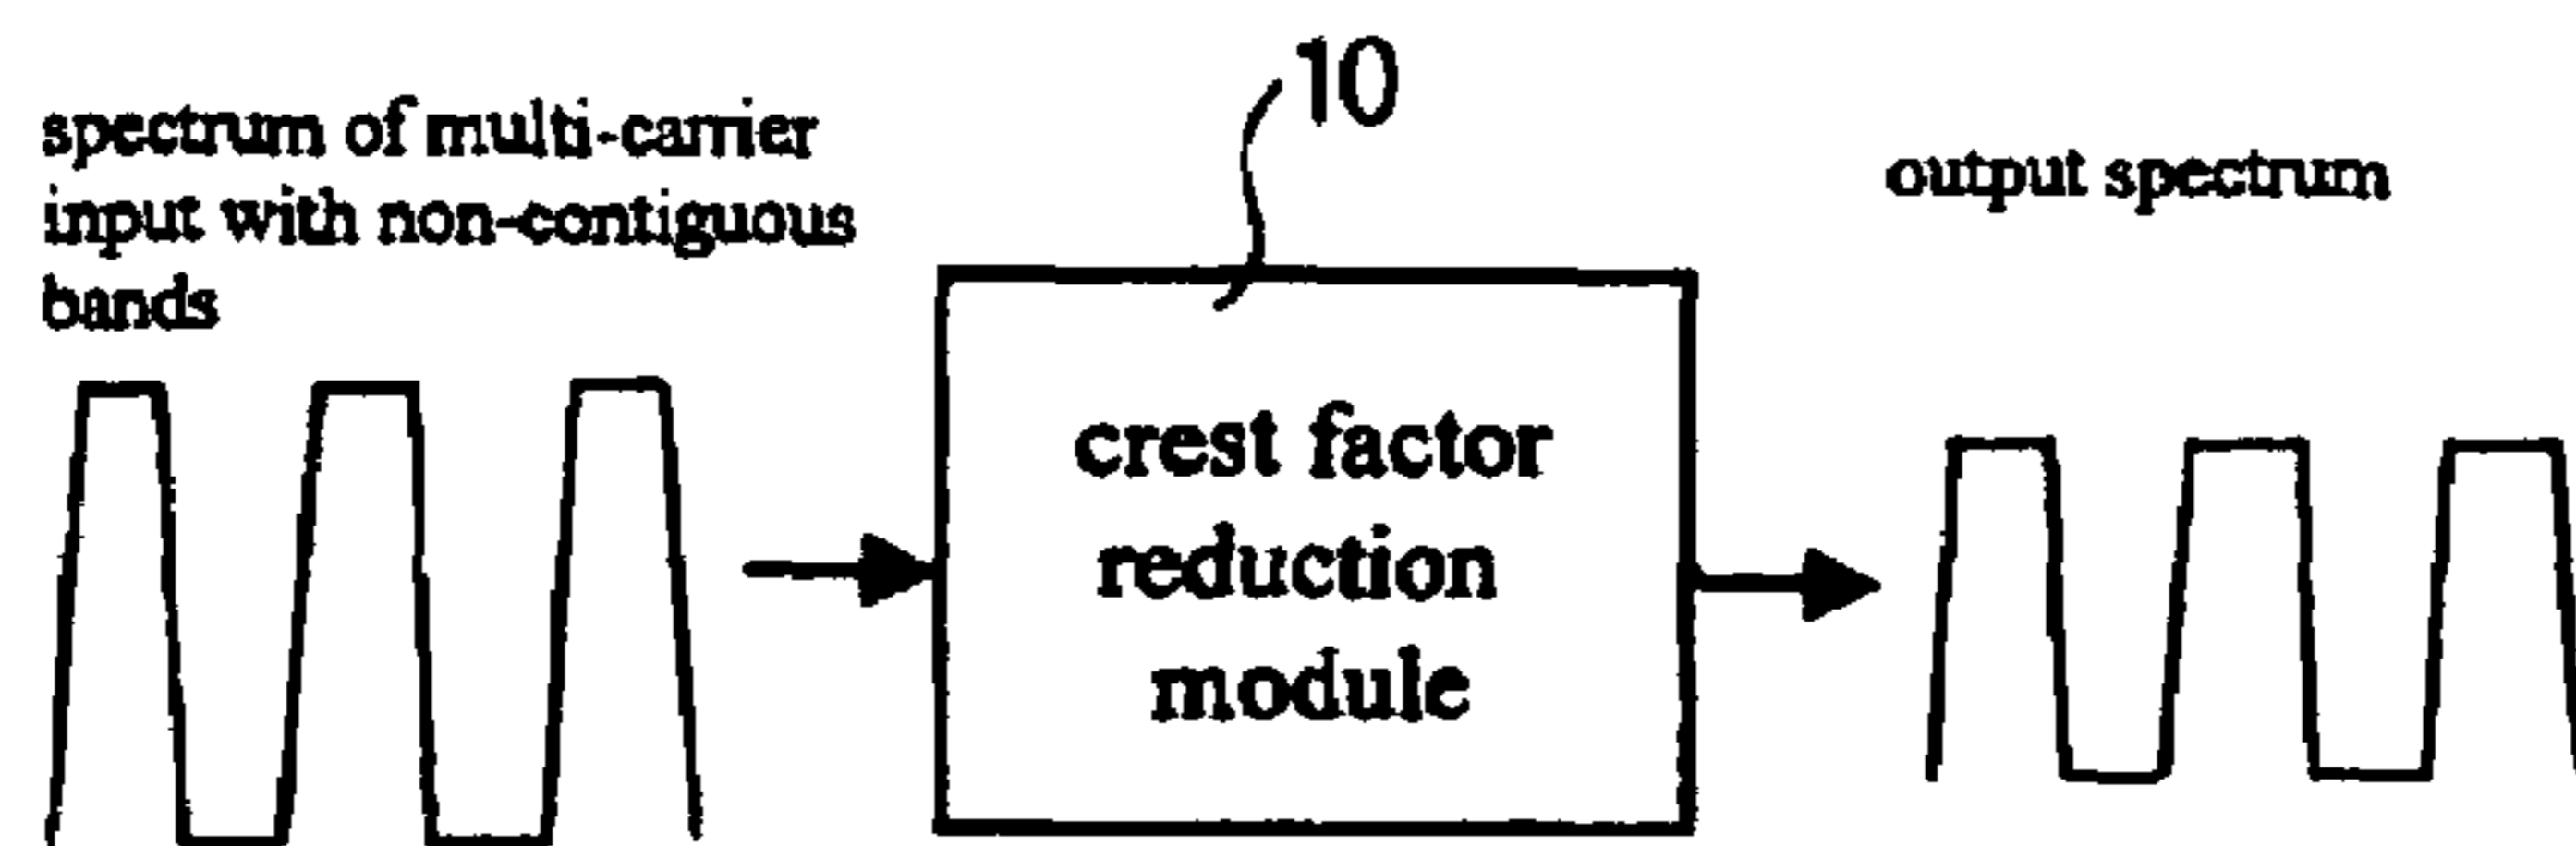 spectrum of multi-carrier
input with non-contiguous
bands
10
output spectrum
crest factor
reduction
module